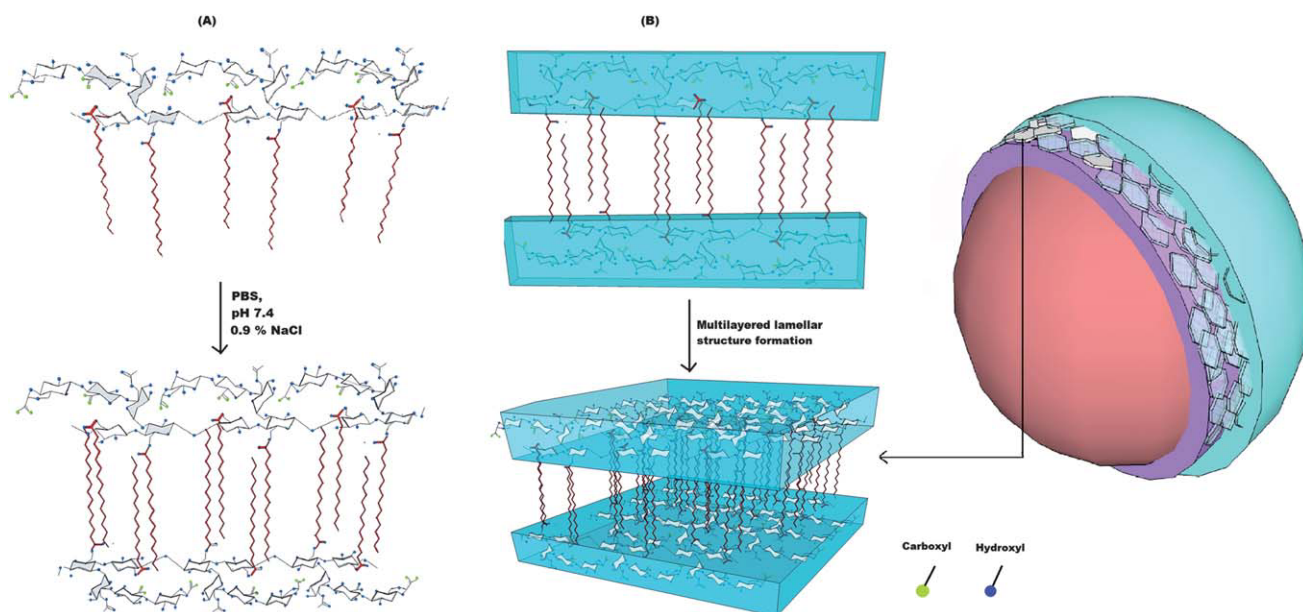 (A)
(B)
PBS,
pH 7.4
0.9 % NaCl
Multilayered lamellar
structure formation
Carboxyl
Hydroxyl